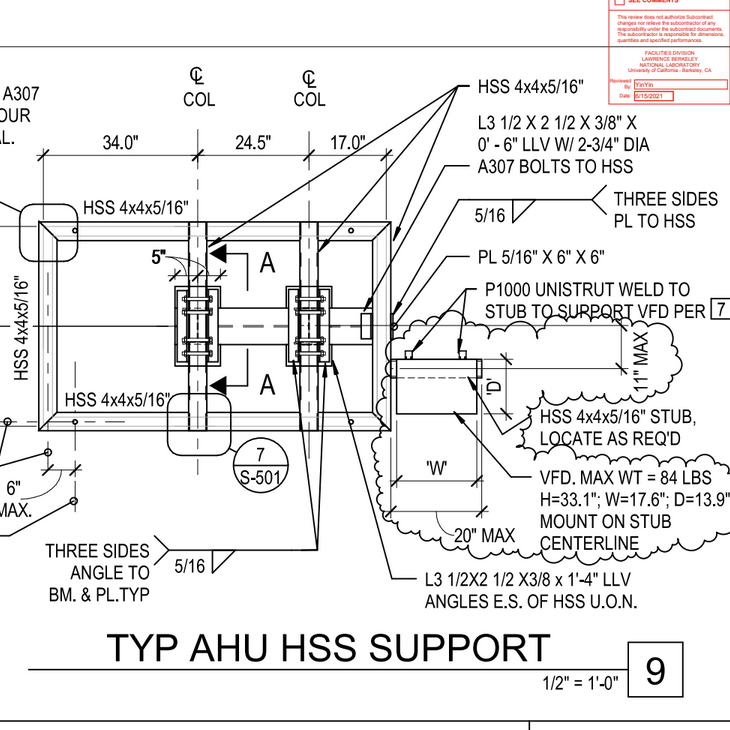 SEE COMMENTS
This review does not authorize Subcontract
changes nor relieve the subcontractor of any
responsibility under the subcontract documents.
The subcontractor is responsible for dimensions,
quantities and specified performances.
FACILITIES DIVISION
LAWRENCE BERKELEY
NATIONAL LABORATORY
University of California - Berkeley, CA
Reviewed
By: YinYin
Date: 6/15/2021
A307
OUR
AL.
℄
COL
℄
COL
34.0"
24.5"
17.0"
HSS 4x4x5/16"
L3 1/2 X 2 1/2 X 3/8" X
0' - 6" LLV W/ 2-3/4" DIA
A307 BOLTS TO HSS
5/16
THREE SIDES
PL TO HSS
PL 5/16" X 6" X 6"
P1000 UNISTRUT WELD TO
STUB TO SUPPORT VFD PER 7
HSS 4x4x5/16"
5"
A
HSS 4x4x5/16"
HSS 4x4x5/16"
A
11" MAX
'D'
HSS 4x4x5/16" STUB,
LOCATE AS REQ'D
'W'
VFD. MAX WT = 84 LBS
H=33.1"; W=17.6"; D=13.9"
MOUNT ON STUB
CENTERLINE
20" MAX
7
S-501
6"
MAX.
THREE SIDES
ANGLE TO
BM. & PL.TYP
5/16
L3 1/2X2 1/2 X3/8 x 1'-4" LLV
ANGLES E.S. OF HSS U.O.N.
TYP AHU HSS SUPPORT
9
1/2" = 1'-0"